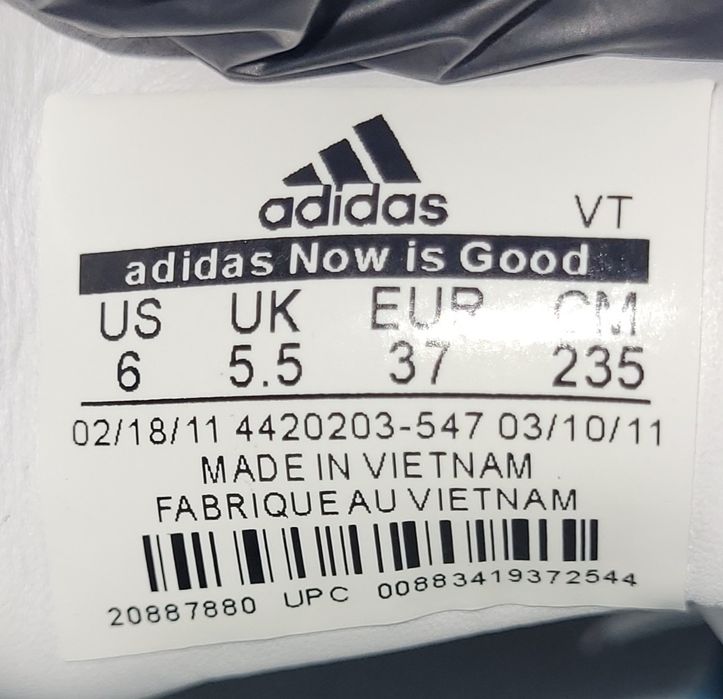 adidas
VT
adidas Now is Good
US UK EUR CM
6 5.5 37 235
02/18/11 4420203-547 03/10/11
MADE IN VIETNAM
FABRIQUE AU VIETNAM
20887880 UPC 00883419372544